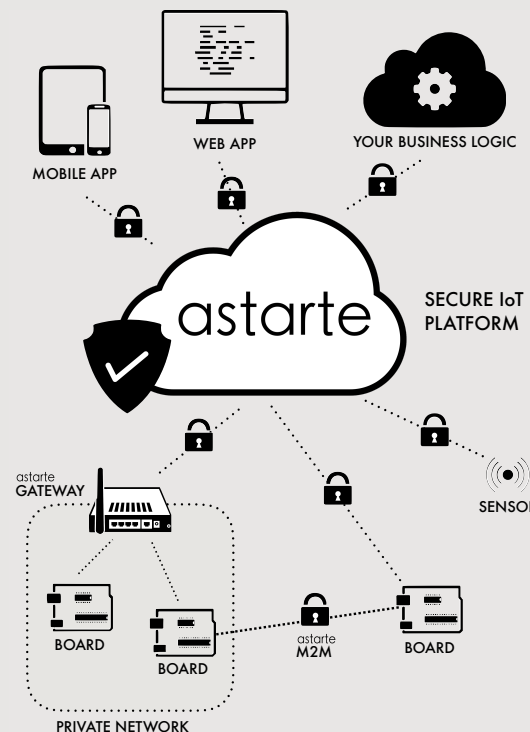 MOBILE APP
WEB APP
YOUR BUSINESS LOGIC
astarte
SECURE IoT
PLATFORM
astarte
GATEWAY
SENSOR
BOARD
BOARD
astarte
M2M
BOARD
PRIVATE NETWORK